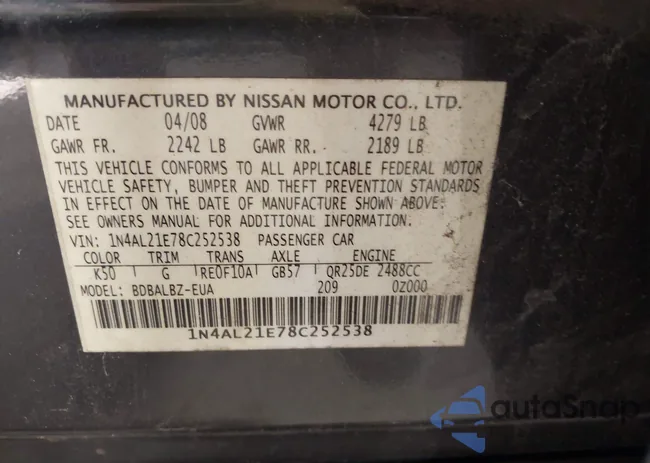 MANUFACTURED BY NISSAN MOTOR CO., LTD.
DATE 04/08 GVWR 4279 LB
GAWR FR. 2242 LB GAWR RR. 2189 LB
THIS VEHICLE CONFORMS TO ALL APPLICABLE FEDERAL MOTOR
VEHICLE SAFETY, BUMPER AND THEFT PREVENTION STANDARDS
IN EFFECT ON THE DATE OF MANUFACTURE SHOWN ABOVE.
SEE OWNERS MANUAL FOR ADDITIONAL INFORMATION.
VIN: 1N4AL21E78C252538 PASSENGER CAR
COLOR TRIM TRANS AXLE ENGINE
K50 G RE0F10A GB57 QR25DE 2488CC
MODEL: BDBALBZ-EUA 209 0Z000
1N4AL21E78C252538
autoSnap